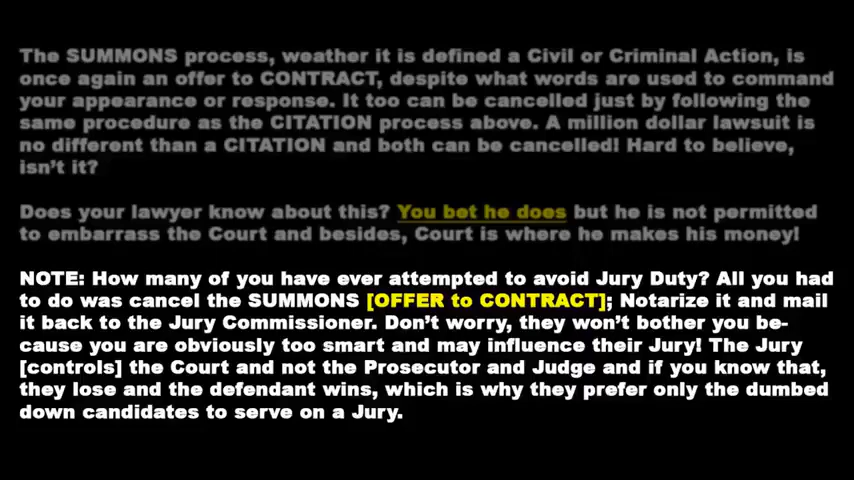 The SUMMONS process, weather it is defined a Civil or Criminal Action, is
once again an offer to CONTRACT, despite what words are used to command
your appearance or response. It too can be cancelled just by following the
same procedure as the CITATION process above. A million dollar lawsuit is
no different than a CITATION and both can be cancelled! Hard to believe,
isn't it?
Does your lawyer know about this? You bet he does but he is not permitted
to embarrass the Court and besides, Court is where he makes his money!
NOTE: How many of you have ever attempted to avoid Jury Duty? All you had
to do was cancel the SUMMONS [OFFER to CONTRACT]; Notarize it and mail
it back to the Jury Commissioner. Don't worry, they won't bother you be-
cause you are obviously too smart and may influence their Jury! The Jury
[controls] the Court and not the Prosecutor and Judge and if you know that,
they lose and the defendant wins, which is why they prefer only the dumbed
down candidates to serve on a Jury.